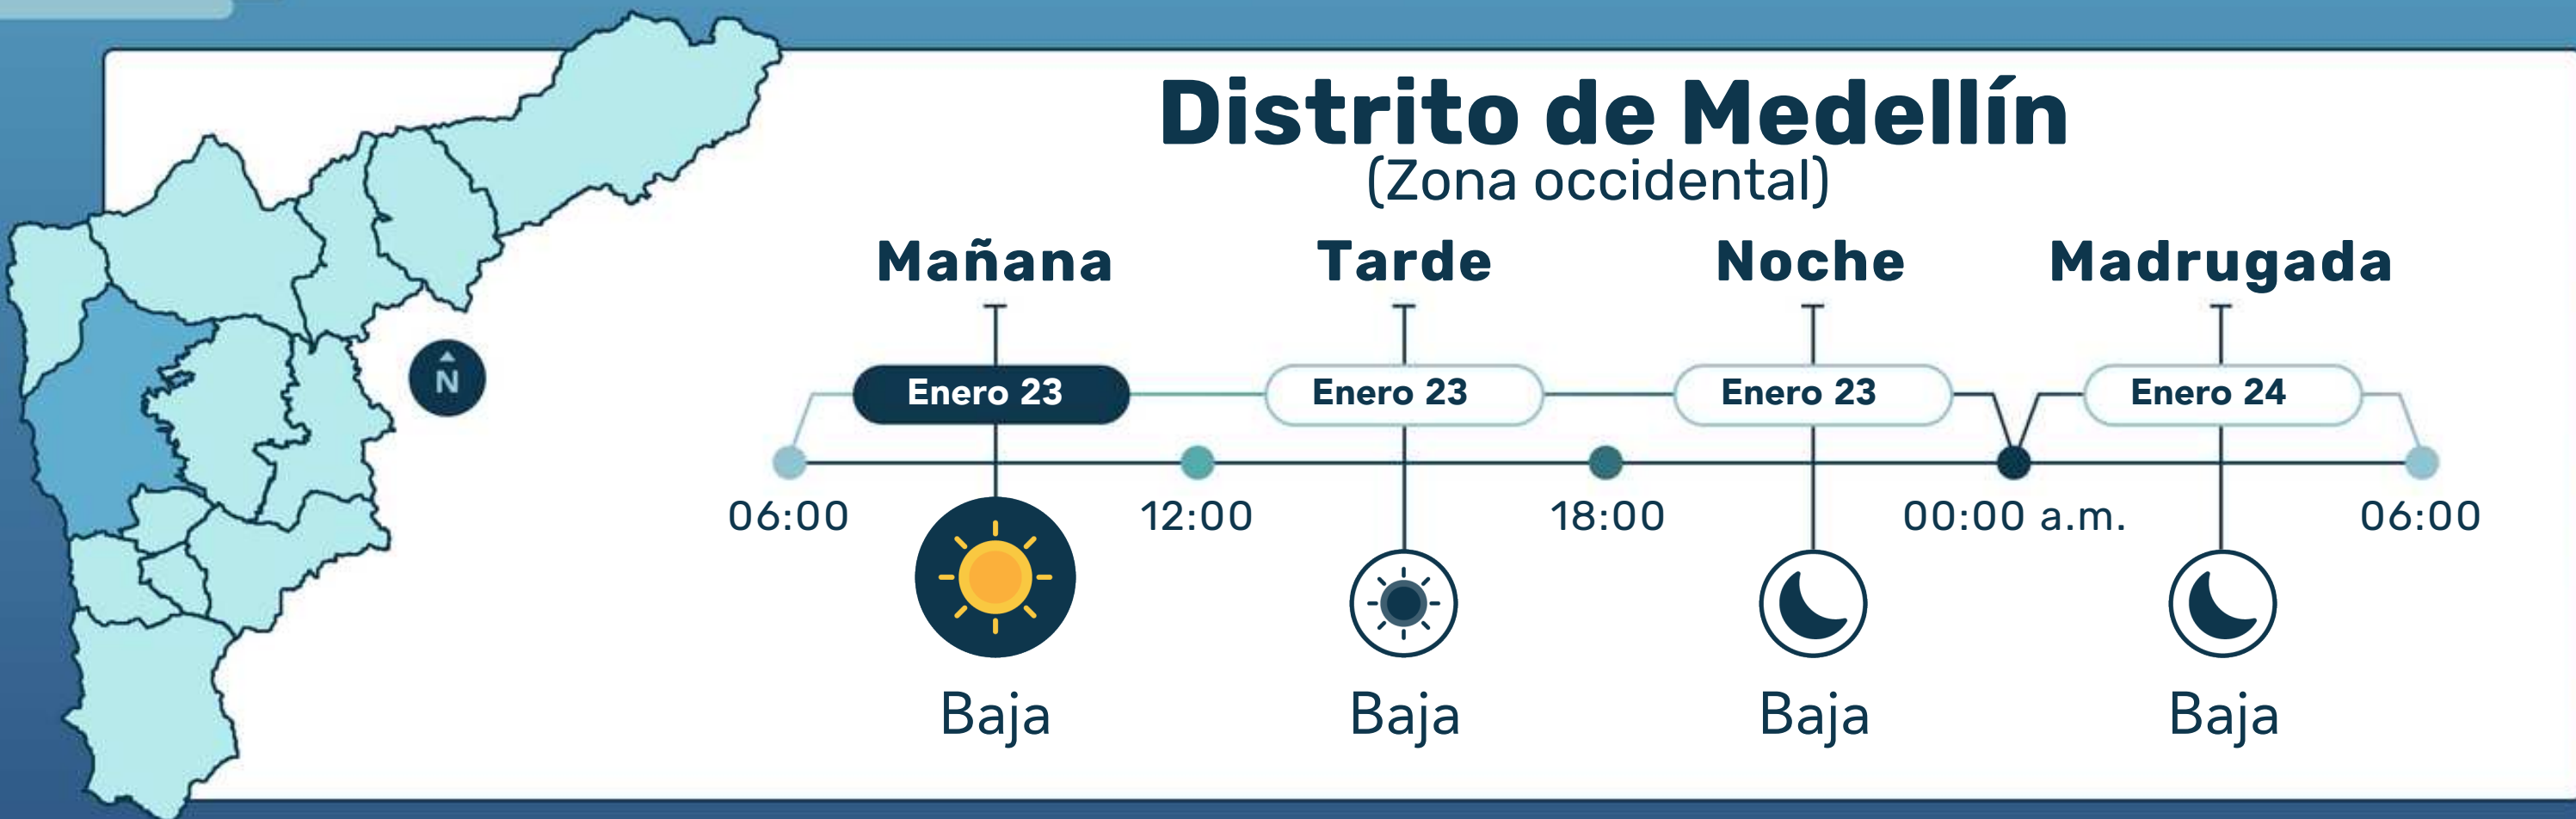 Distrito de Medellín
(Zona occidental)
Mañana Tarde Noche Madrugada
Enero 23 Enero 23 Enero 23 Enero 24
N
06:00 12:00 18:00 00:00 a.m. 06:00
Baja Baja Baja Baja